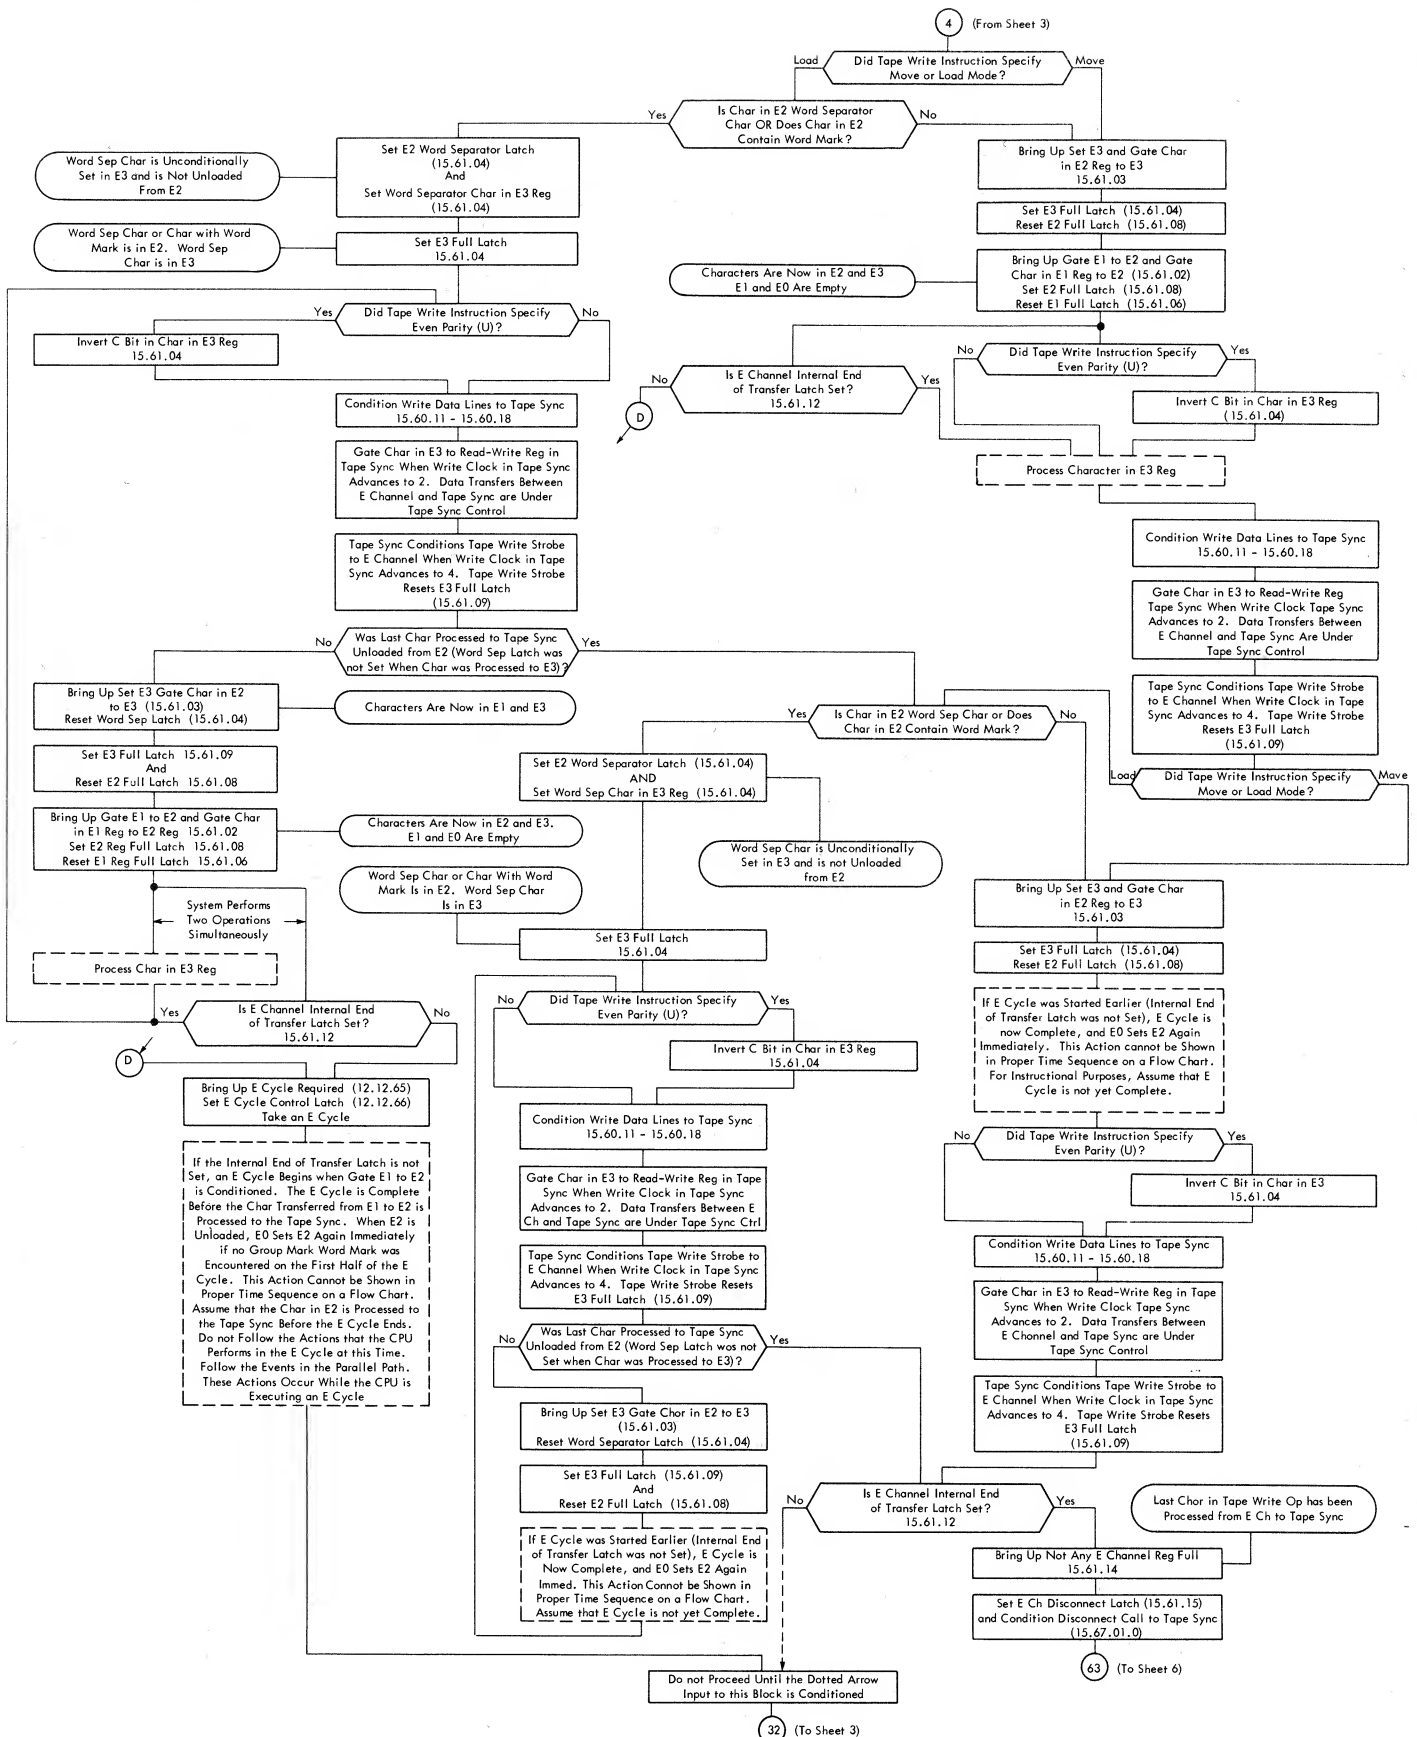 4 (From Sheet 3)
Did Tape Write Instruction Specify
Move or Load Mode?
Load
Move
Is Char in E2 Word Separator
Char OR Does Char in E2
Contain Word Mark?
Yes
No
Set E2 Word Separator Latch
(15.61.04)
And
Set Word Separator Char in E3 Reg
(15.61.04)
Word Sep Char is Unconditionally
Set in E3 and is Not Unloaded
From E2
Set E3 Full Latch
15.61.04
Word Sep Char or Char with Word
Mark is in E2. Word Sep
Char is in E3
Bring Up Set E3 and Gate Char
in E2 Reg to E3
15.61.03
Set E3 Full Latch (15.61.04)
Reset E2 Full Latch (15.61.08)
Bring Up Gate E1 to E2 and Gate
Char in E1 Reg to E2 (15.61.02)
Set E2 Full Latch (15.61.08)
Reset E1 Full Latch (15.61.06)
Characters Are Now in E2 and E3
E1 and E0 Are Empty
Yes
Did Tape Write Instruction Specify
Even Parity (U)?
No
Invert C Bit in Char in E3 Reg
15.61.04
Condition Write Data Lines to Tape Sync
15.60.11 - 15.60.18
Gate Char in E3 to Read-Write Reg in
Tape Sync When Write Clock in Tape Sync
Advances to 2. Data Transfers Between
E Channel and Tape Sync are Under
Tape Sync Control
Tape Sync Conditions Tape Write Strobe
to E Channel When Write Clock in Tape
Sync Advances to 4. Tape Write Strobe
Resets E3 Full Latch
(15.61.09)
No
Is E Channel Internal End
of Transfer Latch Set?
15.61.12
Yes
D
No
Did Tape Write Instruction Specify
Even Parity (U)?
Yes
Invert C Bit in Char in E3 Reg
(15.61.04)
Process Character in E3 Reg
Condition Write Data Lines to Tape Sync
15.60.11 - 15.60.18
Gate Char in E3 to Read-Write Reg
Tape Sync When Write Clock Tape Sync
Advances to 2. Data Transfers Between
E Channel and Tape Sync Are Under
Tape Sync Control
Tape Sync Conditions Tape Write Strobe
to E Channel When Write Clock in Tape
Sync Advances to 4. Tape Write Strobe
Resets E3 Full Latch
(15.61.09)
Load
Did Tape Write Instruction Specify
Move or Load Mode?
Move
No
Was Last Char Processed to Tape Sync
Unloaded from E2 (Word Sep Latch was
not Set When Char was Processed to E3)?
Yes
Bring Up Set E3 Gate Char in E2
to E3 (15.61.03)
Reset Word Sep Latch (15.61.04)
Characters Are Now in E1 and E3
Set E3 Full Latch 15.61.09
And
Reset E2 Full Latch 15.61.08
Bring Up Gate E1 to E2 and Gate Char
in E1 Reg to E2 Reg 15.61.02
Set E2 Reg Full Latch 15.61.08
Reset E1 Reg Full Latch 15.61.06
Characters Are Now in E2 and E3.
E1 and E0 Are Empty
System Performs
Two Operations
Simultaneously
Process Char in E3 Reg
Yes
Is E Channel Internal End
of Transfer Latch Set?
15.61.12
No
D
Bring Up E Cycle Required (12.12.65)
Set E Cycle Control Latch (12.12.66)
Take an E Cycle
If the Internal End of Transfer Latch is not
Set, an E Cycle Begins when Gate E1 to E2
is Conditioned. The E Cycle is Complete
Before the Char Transferred from E1 to E2 is
Processed to the Tape Sync. When E2 is
Unloaded, E0 Sets E2 Again Immediately
if no Group Mark Word Mark was
Encountered on the First Half of the E
Cycle. This Action Cannot be Shown in
Proper Time Sequence on a Flow Chart.
Assume that the Char in E2 is Processed to
the Tape Sync Before the E Cycle Ends.
Do not Follow the Actions that the CPU
Performs in the E Cycle at this Time.
Follow the Events in the Parallel Path.
These Actions Occur While the CPU is
Executing an E Cycle
Yes
Is Char in E2 Word Sep Char or Does
Char in E2 Contain Word Mark?
No
Set E2 Word Separator Latch (15.61.04)
AND
Set Word Sep Char in E3 Reg (15.61.04)
Word Sep Char is Unconditionally
Set in E3 and is not Unloaded
from E2
Word Sep Char or Char With Word
Mark Is in E2. Word Sep Char
Is in E3
Set E3 Full Latch
15.61.04
No
Did Tape Write Instruction Specify
Even Parity (U)?
Yes
Invert C Bit in Char in E3 Reg
15.61.04
Condition Write Data Lines to Tape Sync
15.60.11 - 15.60.18
Gate Char in E3 to Read-Write Reg in Tape
Sync When Write Clock in Tape Sync
Advances to 2. Data Transfers Between E
Ch and Tape Sync are Under Tape Sync Ctrl
Tape Sync Conditions Tape Write Strobe to
E Channel When Write Clock in Tape Sync
Advances to 4. Tape Write Strobe Resets
E3 Full Latch (15.61.09)
No
Was Last Char Processed to Tape Sync
Unloaded from E2 (Word Sep Latch was not
Set when Char was Processed to E3)?
Yes
Bring Up Set E3 Gate Char in E2 to E3
(15.61.03)
Reset Word Separator Latch (15.61.04)
Set E3 Full Latch (15.61.09)
And
Reset E2 Full Latch (15.61.08)
If E Cycle was Started Earlier (Internal End
of Transfer Latch was not Set), E Cycle is
Now Complete, and E0 Sets E2 Again
Immed. This Action Cannot be Shown in
Proper Time Sequence on a Flow Chart.
Assume that E Cycle is not yet Complete.
Bring Up Set E3 and Gate Char
in E2 Reg to E3
15.61.03
Set E3 Full Latch (15.61.04)
Reset E2 Full Latch (15.61.08)
If E Cycle was Started Earlier (Internal End
of Transfer Latch was not Set), E Cycle is
now Complete, and E0 Sets E2 Again
Immediately. This Action cannot be Shown
in Proper Time Sequence on a Flow Chart.
For Instructional Purposes, Assume that E
Cycle is not yet Complete.
No
Did Tape Write Instruction Specify
Even Parity (U)?
Yes
Invert C Bit in Char in E3
15.61.04
Condition Write Data Lines to Tape Sync
15.60.11 - 15.60.18
Gate Char in E3 to Read-Write Reg in Tape
Sync When Write Clock Tape Sync
Advances to 2. Data Transfers Between
E Channel and Tape Sync are Under
Tape Sync Control
Tape Sync Conditions Tape Write Strobe to
E Channel When Write Clock in Tape Sync
Advances to 4. Tape Write Strobe Resets
E3 Full Latch
(15.61.09)
No
Is E Channel Internal End
of Transfer Latch Set?
15.61.12
Yes
Last Char in Tape Write Op has been
Processed from E Ch to Tape Sync
Bring Up Not Any E Channel Reg Full
15.61.14
Set E Ch Disconnect Latch (15.61.15)
and Condition Disconnect Call to Tape Sync
(15.67.01.0)
63 (To Sheet 6)
Do not Proceed Until the Dotted Arrow
Input to this Block is Conditioned
32 (To Sheet 3)